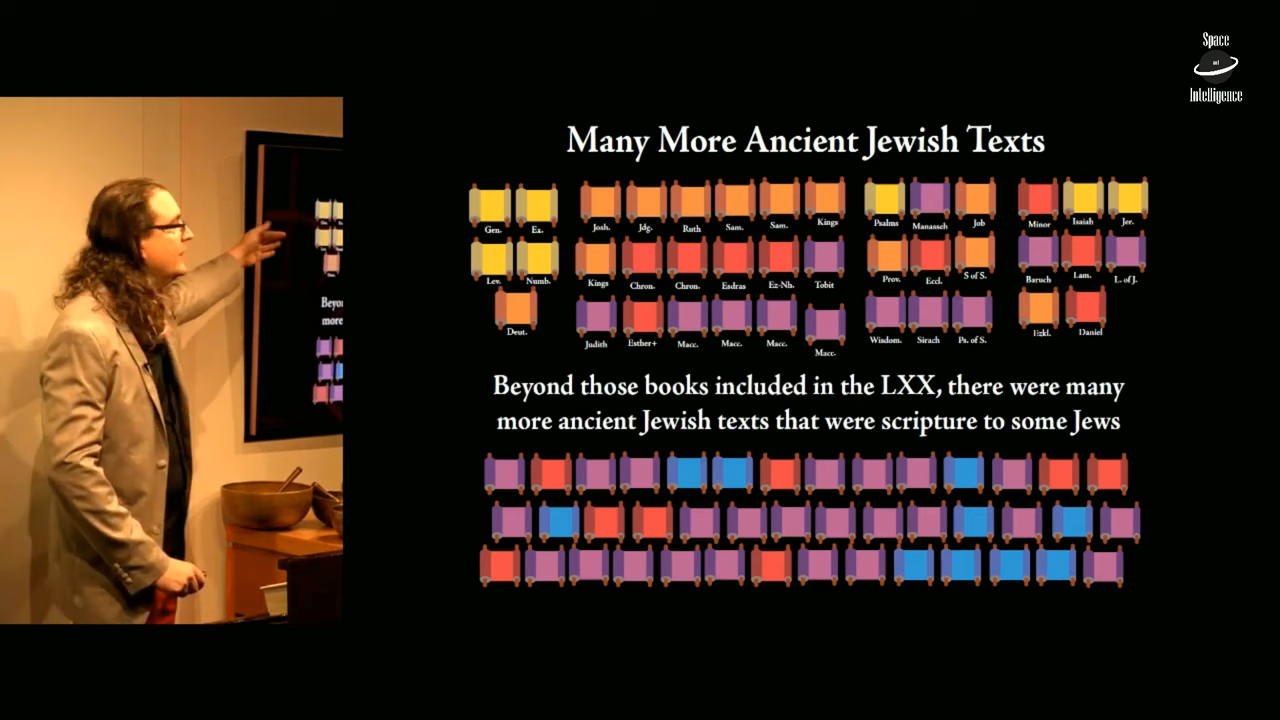 Space
and
Intelligence
Many More Ancient Jewish Texts
Gen. Ex. Josh. Jdg. Ruth Sam. Sam. Kings Psalms Manasseh Job Minor Isaiah Jer.
Lev. Numb. Kings Chron. Chron. Esdras Ez-Nh. Tobit Prov. Eccl. S of S. Baruch Lam. L. of J.
Deut. Judith Esther+ Macc. Macc. Macc. Macc. Wisdom. Sirach Ps. of S. Ezkl. Daniel
Beyond those books included in the LXX, there were many
more ancient Jewish texts that were scripture to some Jews
Beyo
more